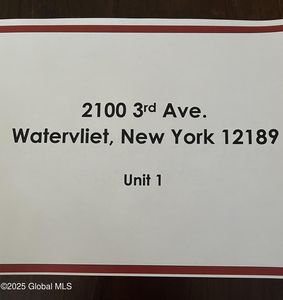 2100 3rd Ave.
Watervliet, New York 12189
Unit 1
©2025 Global MLS